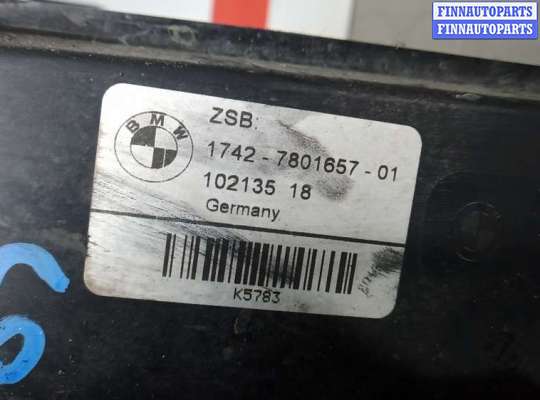 FINNAUTOPARTS
FINNAUTOPARTS
BMW
ZSB:
1742-7801657-01
102135 18
Germany
K5783